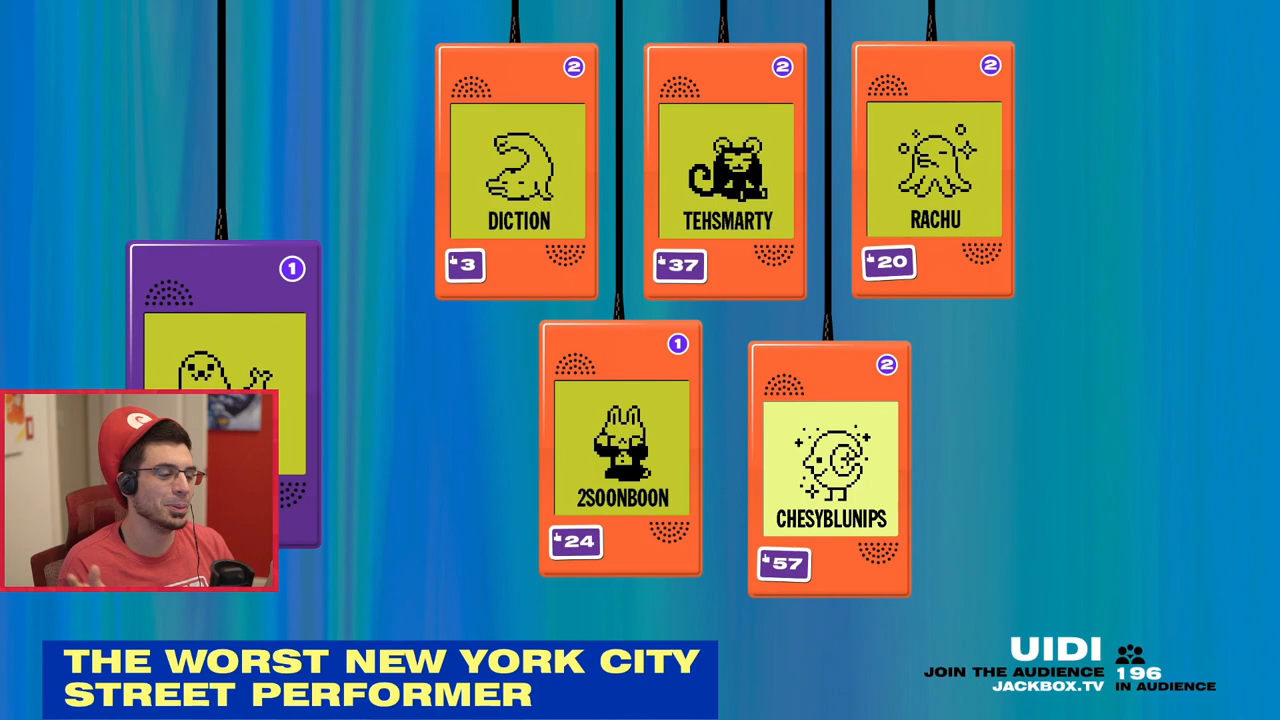 2
DICTION
3
2
TEHSMARTY
37
2
RACHU
20
1
1
2SOONBOON
24
2
CHESYBLUNIPS
57
THE WORST NEW YORK CITY
STREET PERFORMER
UIDI
JOIN THE AUDIENCE
JACKBOX.TV
196
IN AUDIENCE